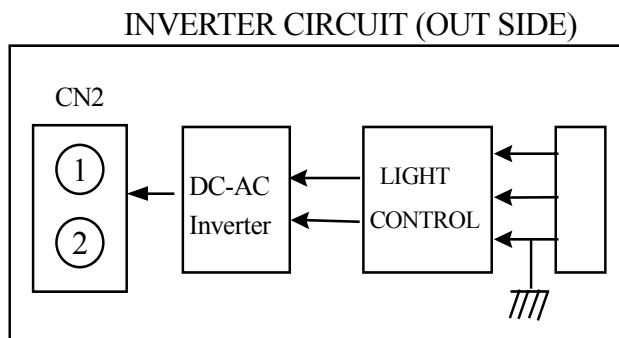 INVERTER CIRCUIT (OUT SIDE)
CN2
1
2
DC-AC
Inverter
LIGHT
CONTROL